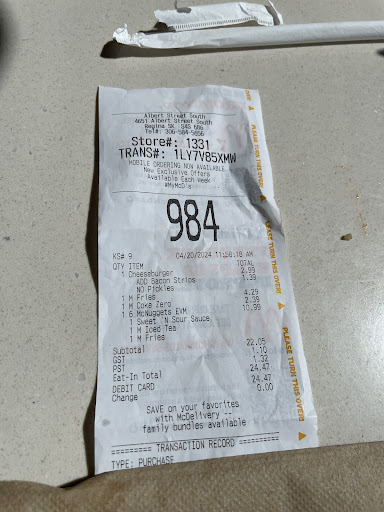 Albert Street South
4651 Albert Street South
Regina SK S4S 6B6
Tel#: 306-584-5656
Store#: 1331
TRANS#: 1LY7Y85XMW
MOBILE ORDERING NOW AVAILABLE
New Exclusive Offers
Available Each Week
#MyMcD's
984
KS# 9 04/20/2024 11:56:18 AM
QTY ITEM TOTAL
1 Cheeseburger 2.99
ADD Bacon Strips 1.99
NO Pickles
1 M Fries 4.29
1 M Coke Zero 2.39
1 6 McNuggets EVM 10.99
1 Sweet 'N Sour Sauce
1 M Iced Tea
1 M Fries
Subtotal 22.05
GST 1.10
PST 1.32
Eat-In Total 24.47
DEBIT CARD 24.47
Change 0.00
SAVE on your favorites
with McDelivery --
family bundles available
========= TRANSACTION RECORD =========
TYPE: PURCHASE
PLEASE TURN THIS OVER!
PLEASE TURN THIS OVER!
PLEASE TURN THIS OVER!